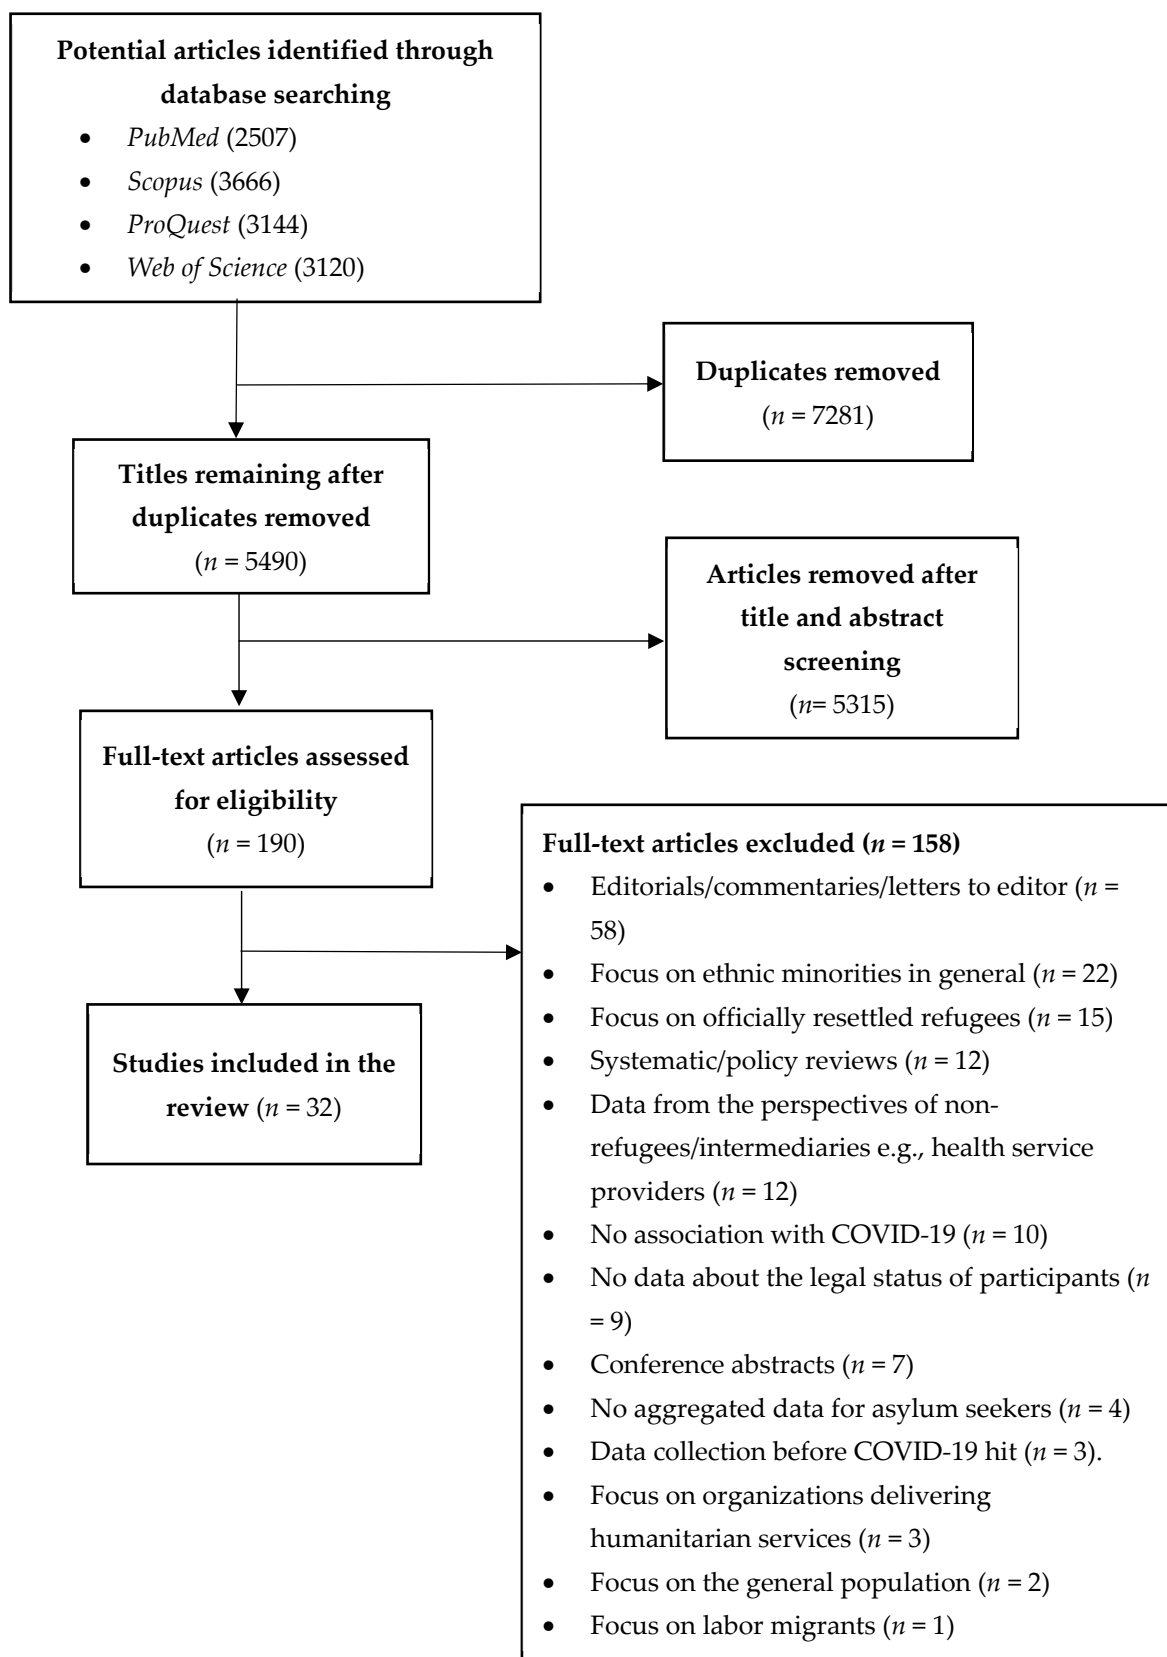 Potential articles identified through
database searching
• PubMed (2507)
• Scopus (3666)
• ProQuest (3144)
• Web of Science (3120)
Duplicates removed
(n = 7281)
Titles remaining after
duplicates removed
(n = 5490)
Articles removed after
title and abstract
screening
(n= 5315)
Full-text articles assessed
for eligibility
(n = 190)
Full-text articles excluded (n = 158)
• Editorials/commentaries/letters to editor (n =
58)
• Focus on ethnic minorities in general (n = 22)
• Focus on officially resettled refugees (n = 15)
• Systematic/policy reviews (n = 12)
• Data from the perspectives of non-
refugees/intermediaries e.g., health service
providers (n = 12)
• No association with COVID-19 (n = 10)
• No data about the legal status of participants (n
= 9)
• Conference abstracts (n = 7)
• No aggregated data for asylum seekers (n = 4)
• Data collection before COVID-19 hit (n = 3).
• Focus on organizations delivering
humanitarian services (n = 3)
• Focus on the general population (n = 2)
• Focus on labor migrants (n = 1)
Studies included in the
review (n = 32)